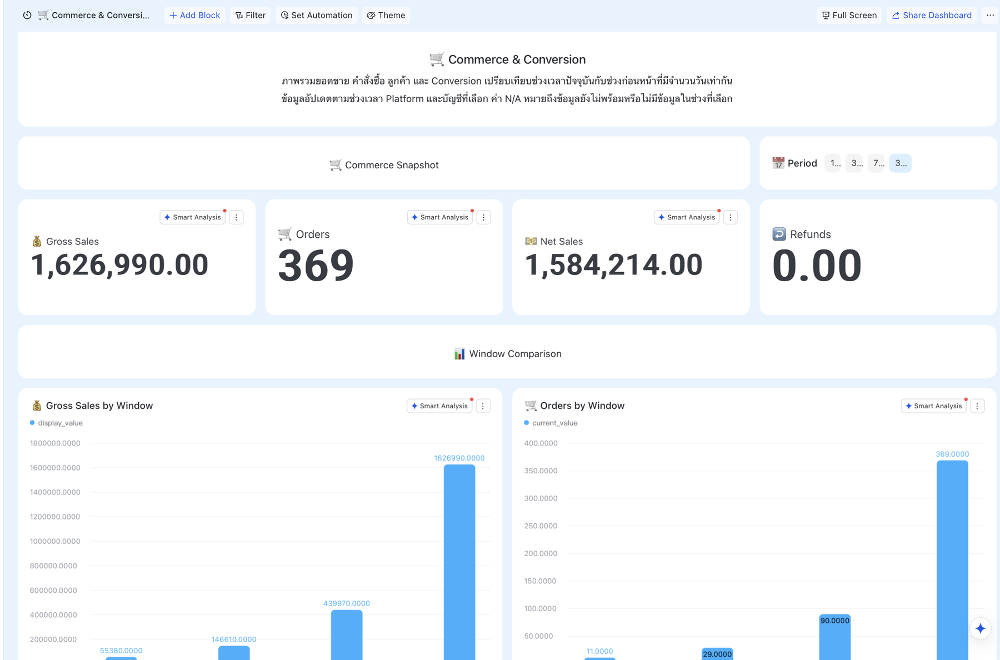 Commerce & Conversi...
Add Block
Filter
Set Automation
Theme
Full Screen
Share Dashboard
Commerce & Conversion
ภาพรวมยอดขาย คำสั่งซื้อ ลูกค้า และ Conversion เปรียบเทียบช่วงเวลาปัจจุบันกับช่วงก่อนหน้าที่มีจำนวนวันเท่ากัน
ข้อมูลอัปเดตตามช่วงเวลา Platform และบัญชีที่เลือก ค่า N/A หมายถึงข้อมูลยังไม่พร้อมหรือไม่มีข้อมูลในช่วงที่เลือก
Commerce Snapshot
17 Period 1... 3... 7... 3...
Smart Analysis
Gross Sales
1,626,990.00
Smart Analysis
Orders
369
Smart Analysis
Net Sales
1,584,214.00
Refunds
0.00
Window Comparison
Gross Sales by Window
Smart Analysis
display_value
1800000.0000
1600000.0000
1400000.0000
1200000.0000
1000000.0000
800000.0000
600000.0000
400000.0000
200000.0000
55380.0000
146610.0000
439970.0000
1626990.0000
Orders by Window
Smart Analysis
current_value
400.0000
350.0000
300.0000
250.0000
200.0000
150.0000
100.0000
50.0000
11.0000
29.0000
90.0000
369.0000